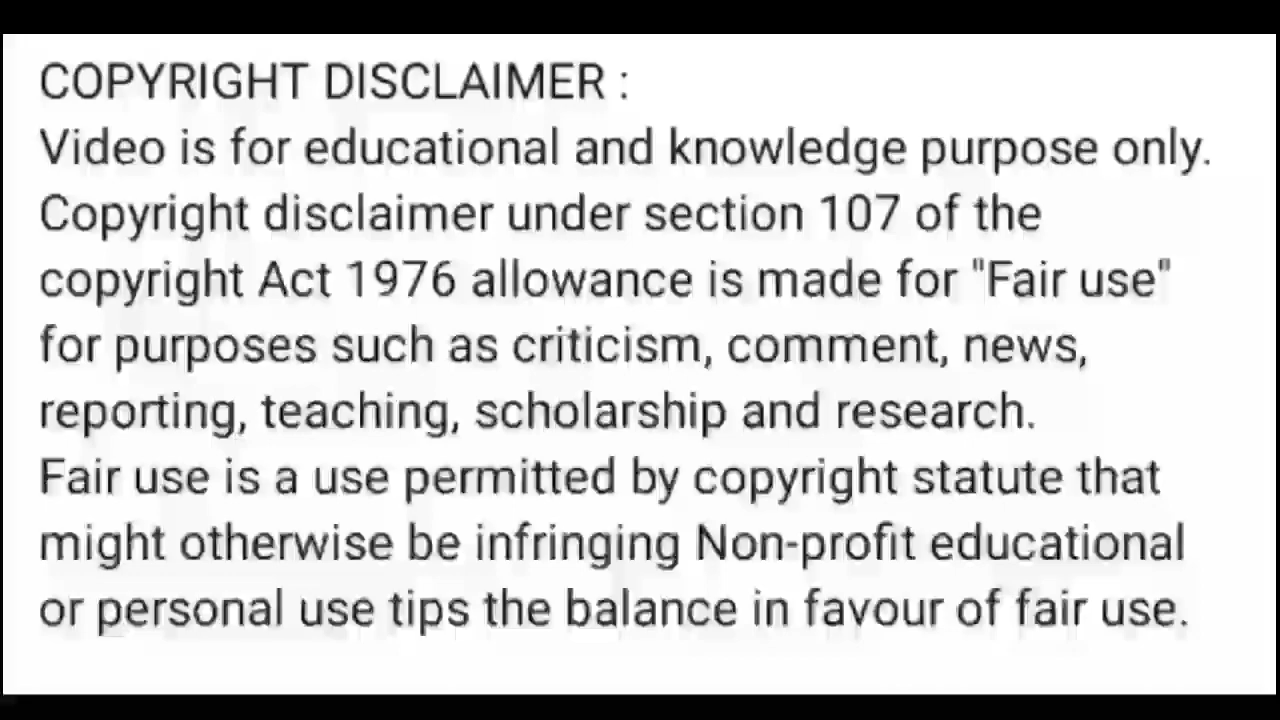 COPYRIGHT DISCLAIMER :
Video is for educational and knowledge purpose only.
Copyright disclaimer under section 107 of the
copyright Act 1976 allowance is made for "Fair use"
for purposes such as criticism, comment, news,
reporting, teaching, scholarship and research.
Fair use is a use permitted by copyright statute that
might otherwise be infringing Non-profit educational
or personal use tips the balance in favour of fair use.